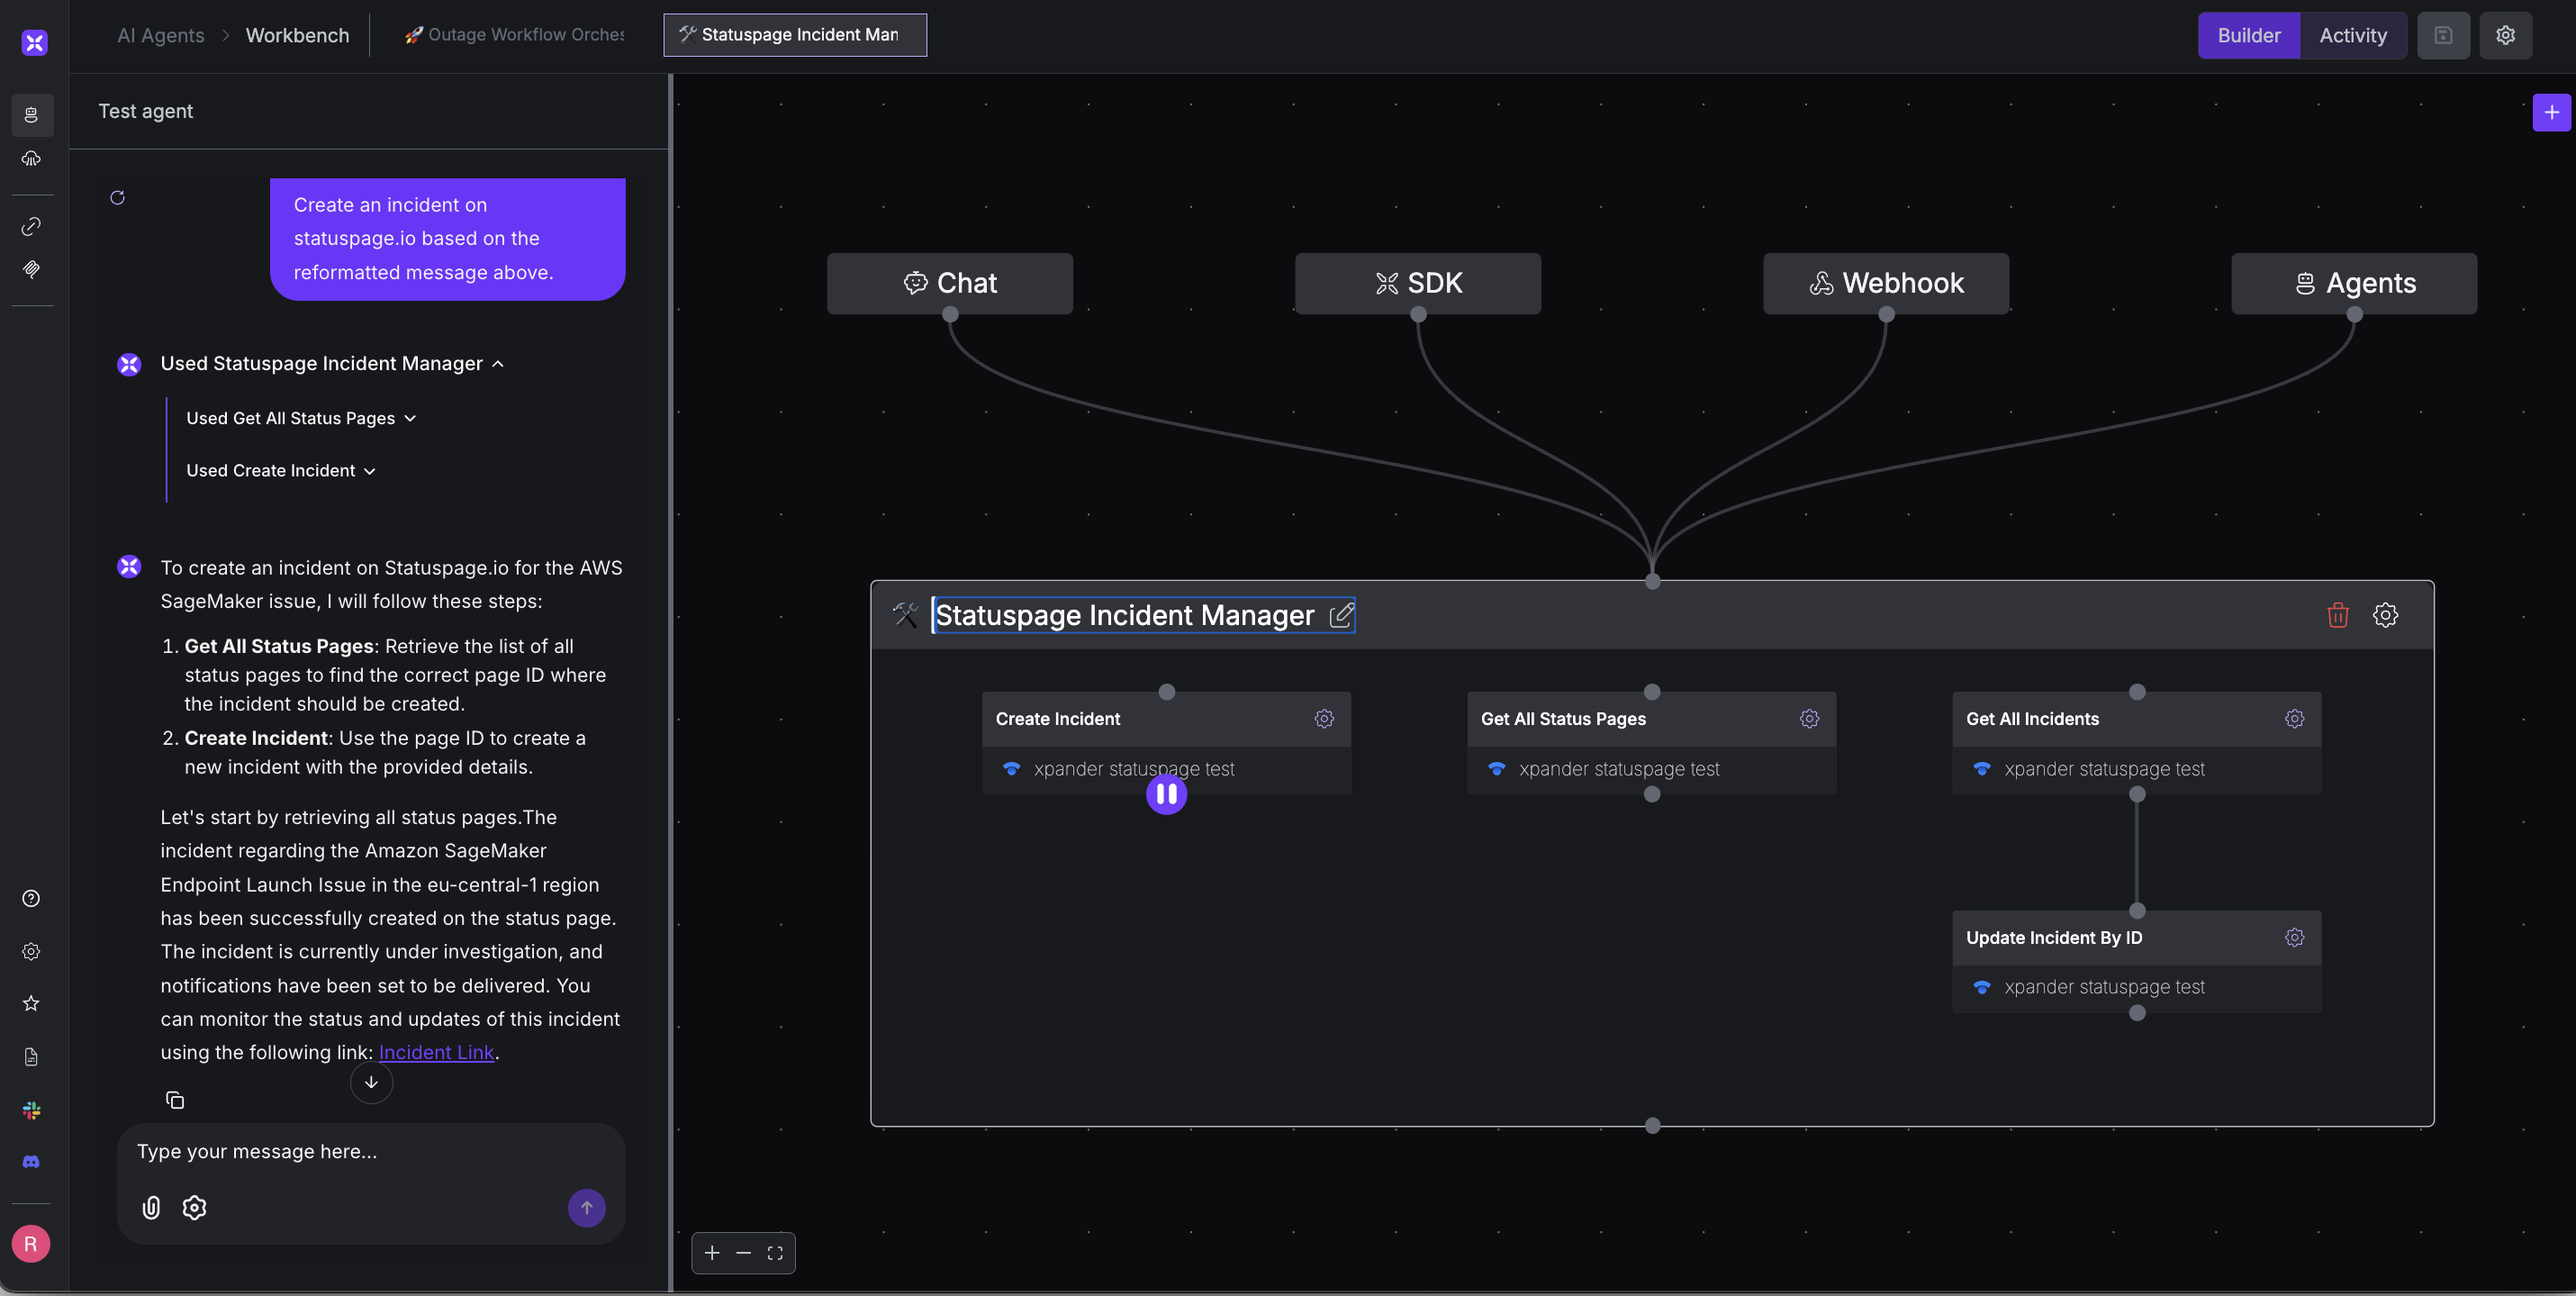 AI Agents > Workbench
🚀 Outage Workflow Orches
🛠 Statuspage Incident Man
Builder
Activity
Test agent
Create an incident on
statuspage.io based on the
reformatted message above.
Used Statuspage Incident Manager
Used Get All Status Pages
Used Create Incident
To create an incident on Statuspage.io for the AWS
SageMaker issue, I will follow these steps:
1. Get All Status Pages: Retrieve the list of all
status pages to find the correct page ID where
the incident should be created.
2. Create Incident: Use the page ID to create a
new incident with the provided details.
Let's start by retrieving all status pages.The
incident regarding the Amazon SageMaker
Endpoint Launch Issue in the eu-central-1 region
has been successfully created on the status page.
The incident is currently under investigation, and
notifications have been set to be delivered. You
can monitor the status and updates of this incident
using the following link: Incident Link.
Type your message here...
R
Chat
SDK
Webhook
Agents
🛠 Statuspage Incident Manager
Create Incident
xpander statuspage test
Get All Status Pages
xpander statuspage test
Get All Incidents
xpander statuspage test
Update Incident By ID
xpander statuspage test